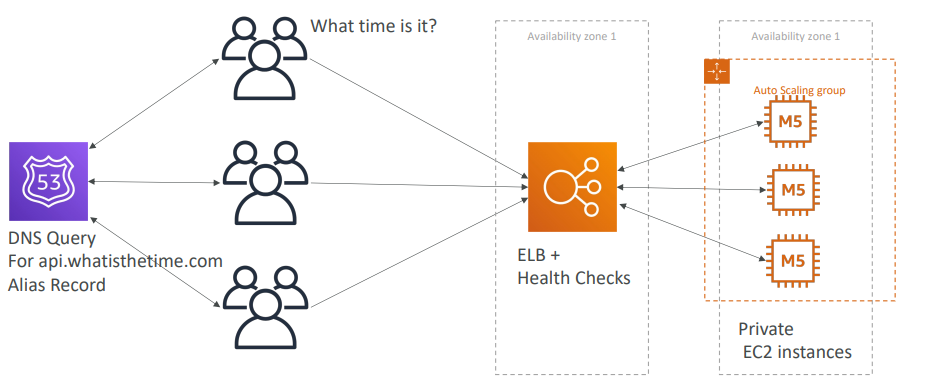 What time is it?
Availability zone 1
Availability zone 1
Auto Scaling group
M5
53
M5
DNS Query
For api.whatisthetime.com
Alias Record
ELB +
Health Checks
M5
Private
EC2 instances